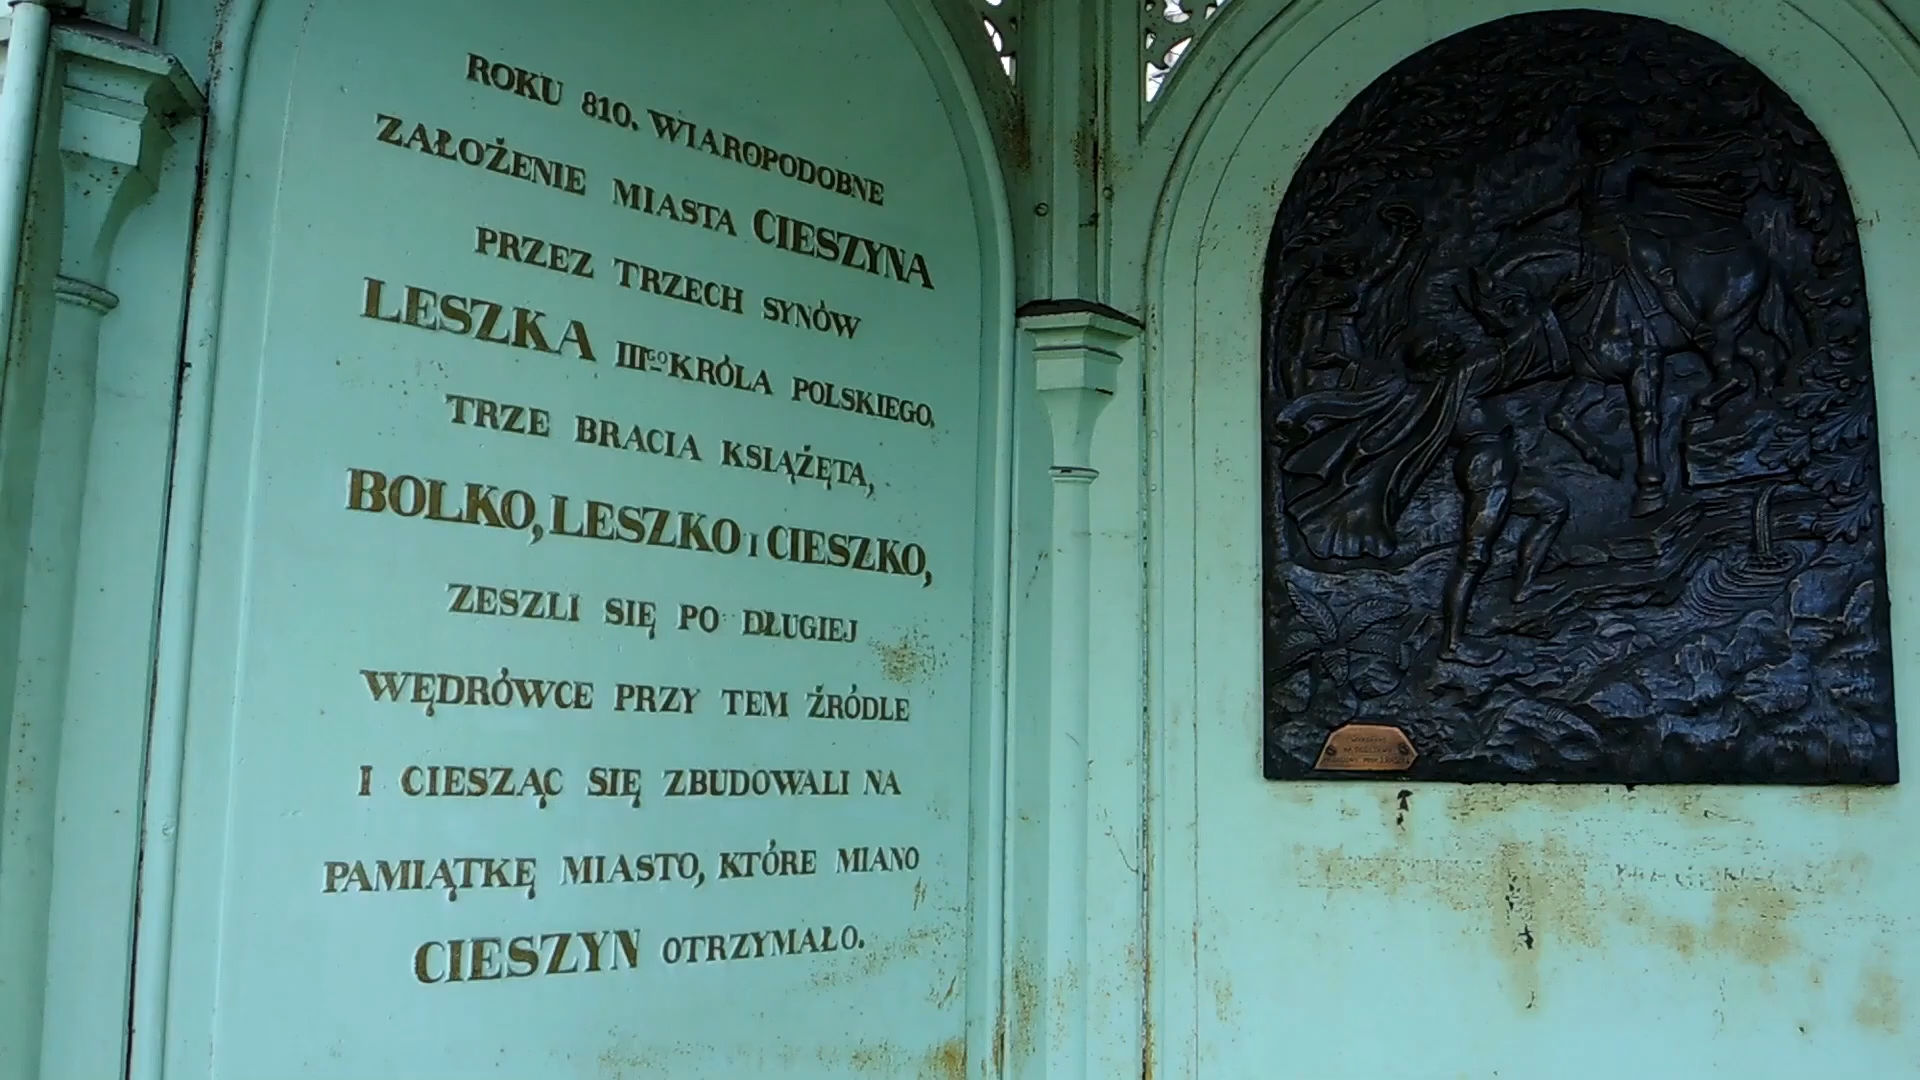 ROKU 810. WIAROPODOBNE
ZAŁOŻENIE MIASTA CIESZYNA
PRZEZ TRZECH SYNÓW
LESZKA IIIGO KRÓLA POLSKIEGO,
TRZE BRACIA KSIĄŻĘTA,
BOLKO, LESZKO I CIESZKO,
ZESZLI SIĘ PO DŁUGIEJ
WĘDRÓWCE PRZY TEM ŹRÓDLE
I CIESZĄC SIĘ ZBUDOWALI NA
PAMIĄTKĘ MIASTO, KTÓRE MIANO
CIESZYN OTRZYMAŁO.